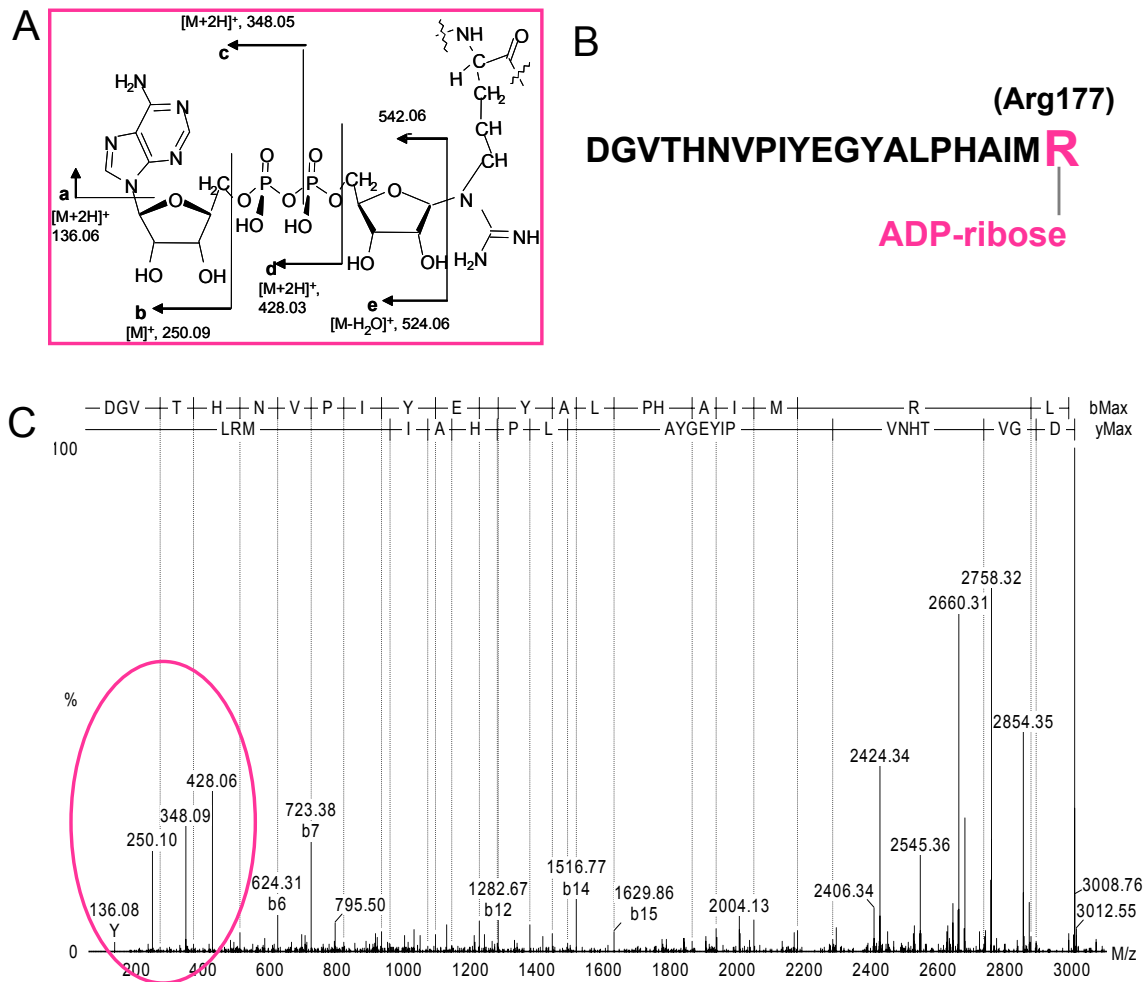 A
[M+2H]⁺, 348.05
c
NH
O
C
H
CH₂
CH
CH
542.06
H₂N
N
N
N
N
a
[M+2H]⁺
136.06
O
H₂C
O
O
P
HO
O
O
P
HO
O
CH₂
O
N
NH
H₂N
HO
OH
HO
OH
b
[M]⁺, 250.09
d
[M+2H]⁺,
428.03
e
[M-H₂O]⁺, 524.06
B
(Arg177)
DGVTHNVPIYEGYALPHAIMR
ADP-ribose
C
DGV T H N V P I Y E Y A L PH A I M R L bMax
LRM I A H P L AYGEYIP VNHT VG D yMax
100
%
0
136.08
Y
250.10
348.09
428.06
624.31
b6
723.38
b7
795.50
1282.67
b12
1516.77
b14
1629.86
b15
2004.13
2406.34
2424.34
2545.36
2660.31
2758.32
2854.35
3008.76
3012.55
200 400 600 800 1000 1200 1400 1600 1800 2000 2200 2400 2600 2800 3000 M/z